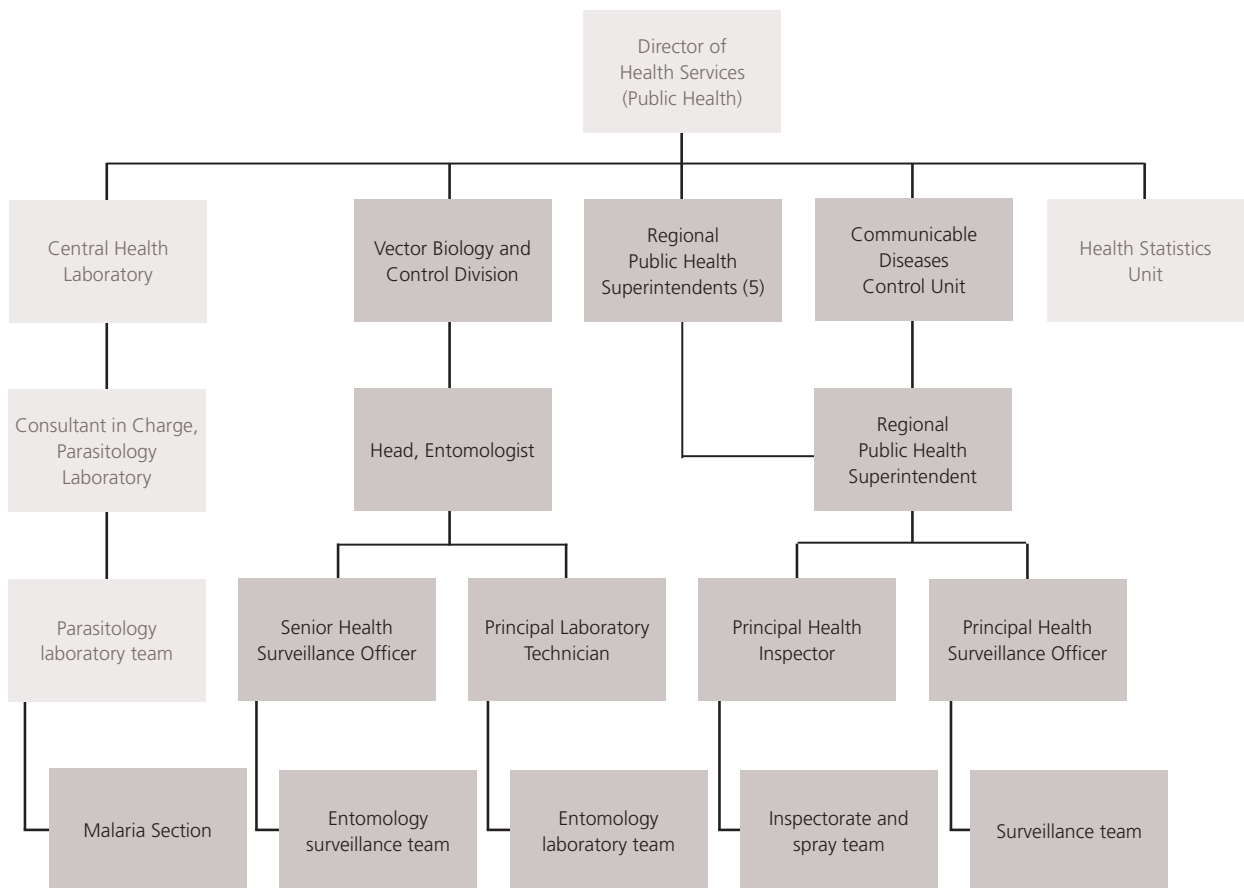 Director of
Health Services
(Public Health)
Central Health
Laboratory
Vector Biology and
Control Division
Regional
Public Health
Superintendents (5)
Communicable
Diseases
Control Unit
Health Statistics
Unit
Consultant in Charge,
Parasitology
Laboratory
Head, Entomologist
Regional
Public Health
Superintendent
Parasitology
laboratory team
Senior Health
Surveillance Officer
Principal Laboratory
Technician
Principal Health
Inspector
Principal Health
Surveillance Officer
Malaria Section
Entomology
surveillance team
Entomology
laboratory team
Inspectorate and
spray team
Surveillance team